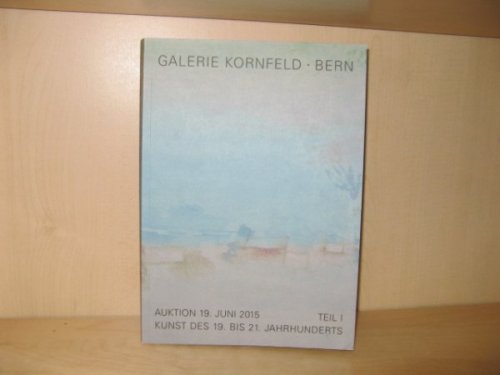 GALERIE KORNFELD · BERN
AUKTION 19. JUNI 2015 TEIL I
KUNST DES 19. BIS 21. JAHRHUNDERTS